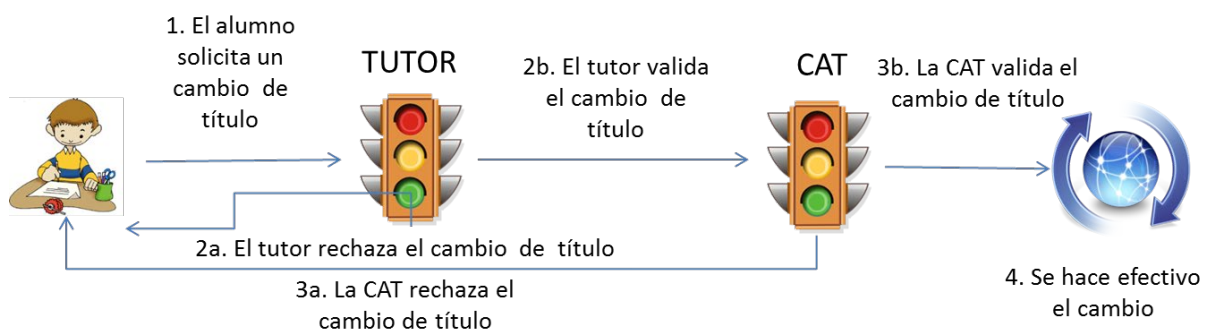 1. El alumno
solicita un
cambio de
título
TUTOR
2b. El tutor valida
el cambio de
título
CAT
3b. La CAT valida el
cambio de título
2a. El tutor rechaza el cambio de título
3a. La CAT rechaza el
cambio de título
4. Se hace efectivo
el cambio